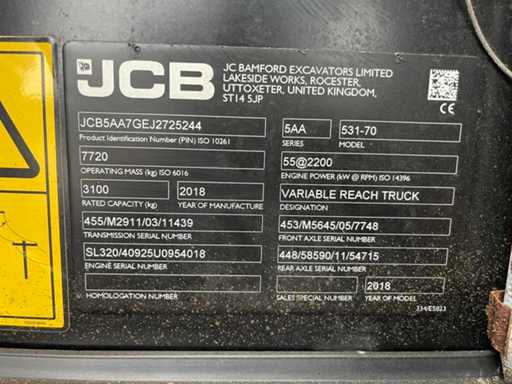 JCB
JC BAMFORD EXCAVATORS LIMITED
LAKESIDE WORKS, ROCESTER,
UTTOXETER, UNITED KINGDOM,
ST14 5JP
CE
JCB5AA7GEJ2725244
Product Identification Number (PIN) ISO 10261
5AA 531-70
SERIES MODEL
7720
OPERATING MASS (kg) ISO 6016
55@2200
ENGINE POWER (kW @ RPM) ISO 14396
3100 2018
RATED CAPACITY (kg) YEAR OF MANUFACTURE
VARIABLE REACH TRUCK
DESIGNATION
455/M2911/03/11439
TRANSMISSION SERIAL NUMBER
453/M5645/05/7748
FRONT AXLE SERIAL NUMBER
SL320/40925U0954018
ENGINE SERIAL NUMBER
448/58590/11/54715
REAR AXLE SERIAL NUMBER
HOMOLOGATION NUMBER
2018
SALES SPECIAL NUMBER YEAR OF MODEL
334/E5823